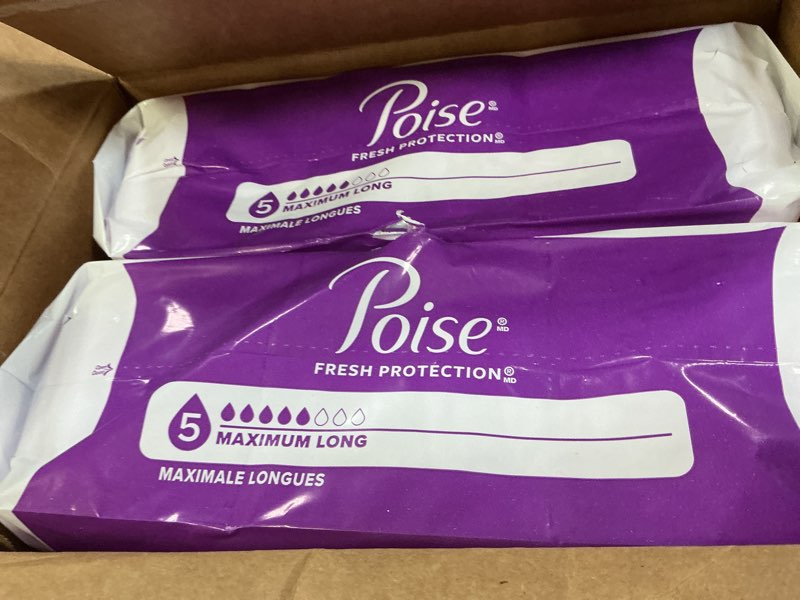 Poise® MD
FRESH PROTECTION® MD
5
MAXIMUM LONG
MAXIMALE LONGUES
Poise® MD
FRESH PROTECTION® MD
5
MAXIMUM LONG
MAXIMALE LONGUES